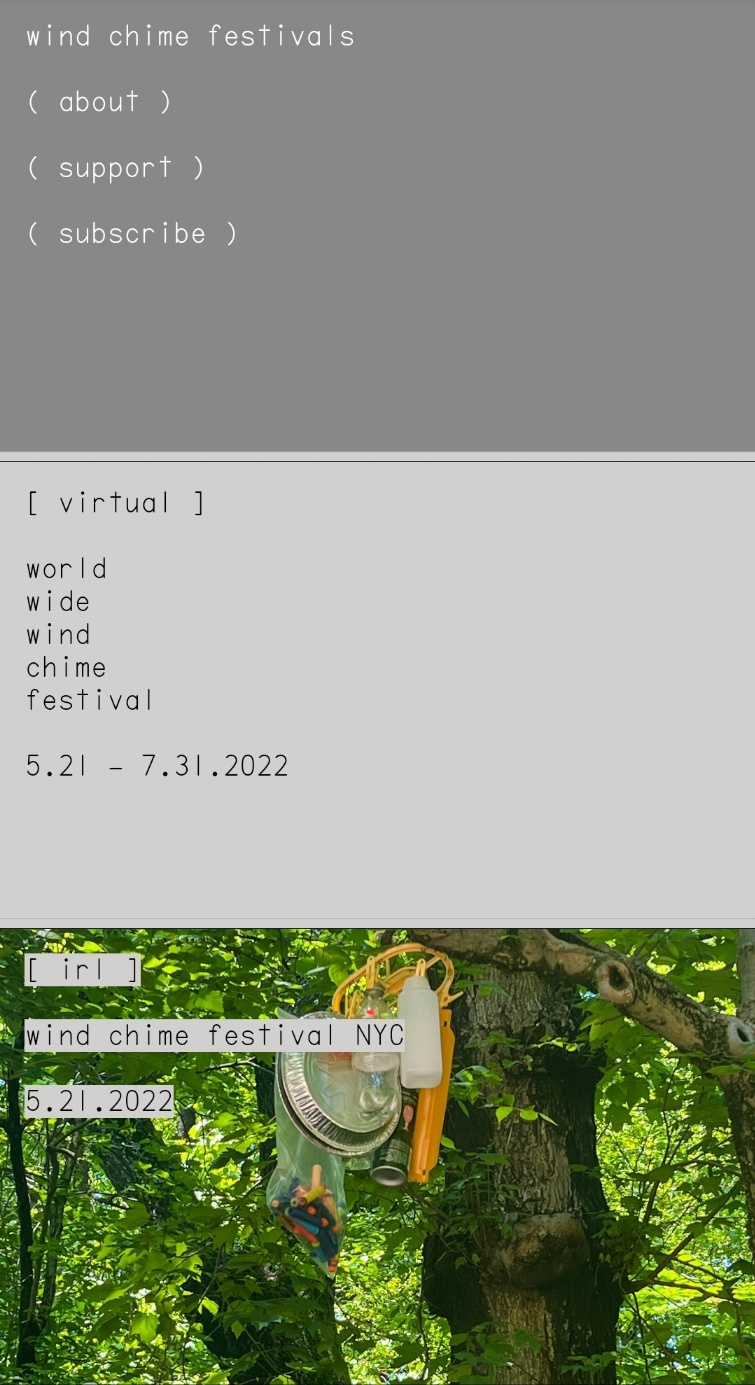 wind chime festivals
( about )
( support )
( subscribe )
[ virtual ]
world
wide
wind
chime
festival
5.21 – 7.31.2022
[ irl ]
wind chime festival NYC
5.21.2022